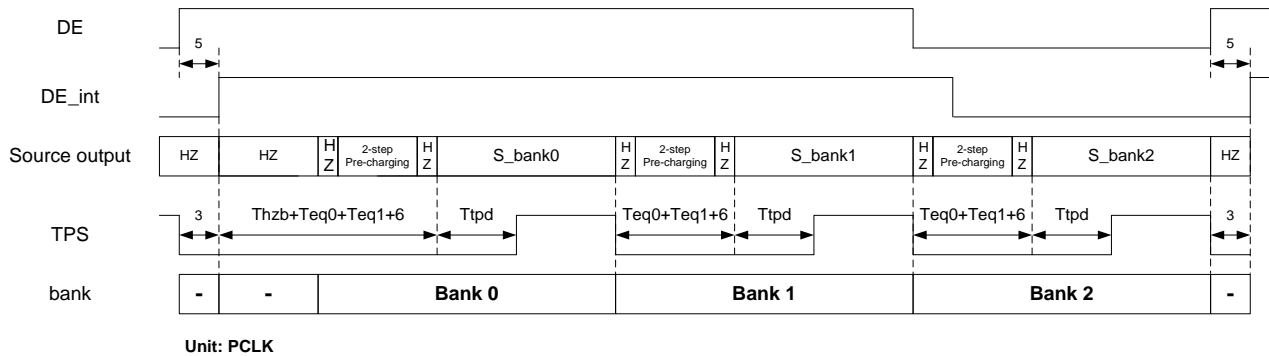 DE
5
5
DE_int
Source output
HZ
HZ
H
Z
2-step
Pre-charging
H
Z
S_bank0
H
Z
2-step
Pre-charging
H
Z
S_bank1
H
Z
2-step
Pre-charging
H
Z
S_bank2
HZ
TPS
3
Thzb+Teq0+Teq1+6
Ttpd
Teq0+Teq1+6
Ttpd
Teq0+Teq1+6
Ttpd
3
bank
-
-
Bank 0
Bank 1
Bank 2
-
Unit: PCLK